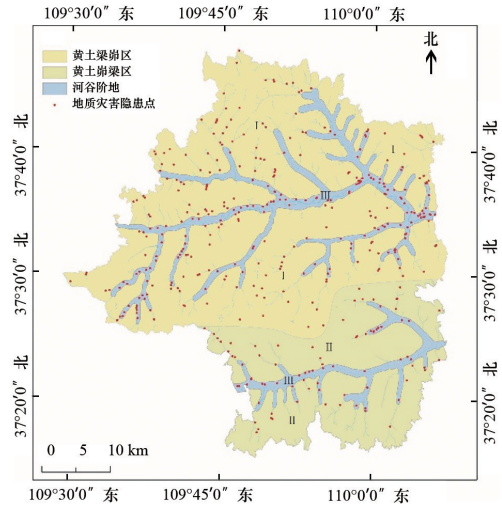 109°30′0″ 东 109°45′0″ 东 110°0′0″ 东
黄土梁峁区
黄土峁梁区
河谷阶地
地质灾害隐患点
北
37°40′0″ 北
37°30′0″ 北
37°20′0″ 北
37°40′0″ 北
37°30′0″ 北
37°20′0″ 北
I
I
III
I
II
III
II
0 5 10 km
109°30′0″ 东 109°45′0″ 东 110°0′0″ 东